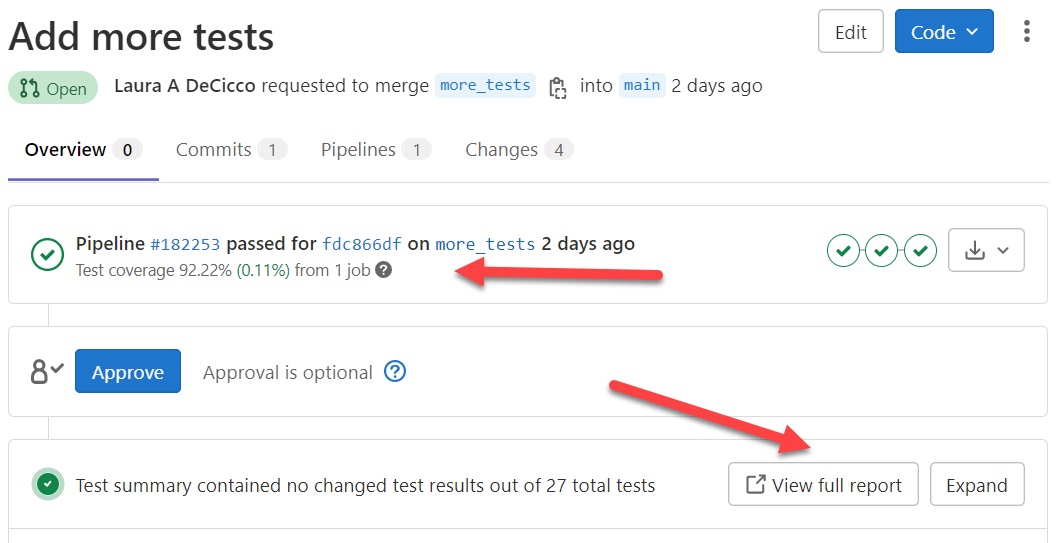 Add more tests
Edit
Code
Open
Laura A DeCicco requested to merge more_tests into main 2 days ago
Overview 0 Commits 1 Pipelines 1 Changes 4
Pipeline #182253 passed for fdc866df on more_tests 2 days ago
Test coverage 92.22% (0.11%) from 1 job ?
Approve
Approval is optional ?
Test summary contained no changed test results out of 27 total tests
View full report
Expand